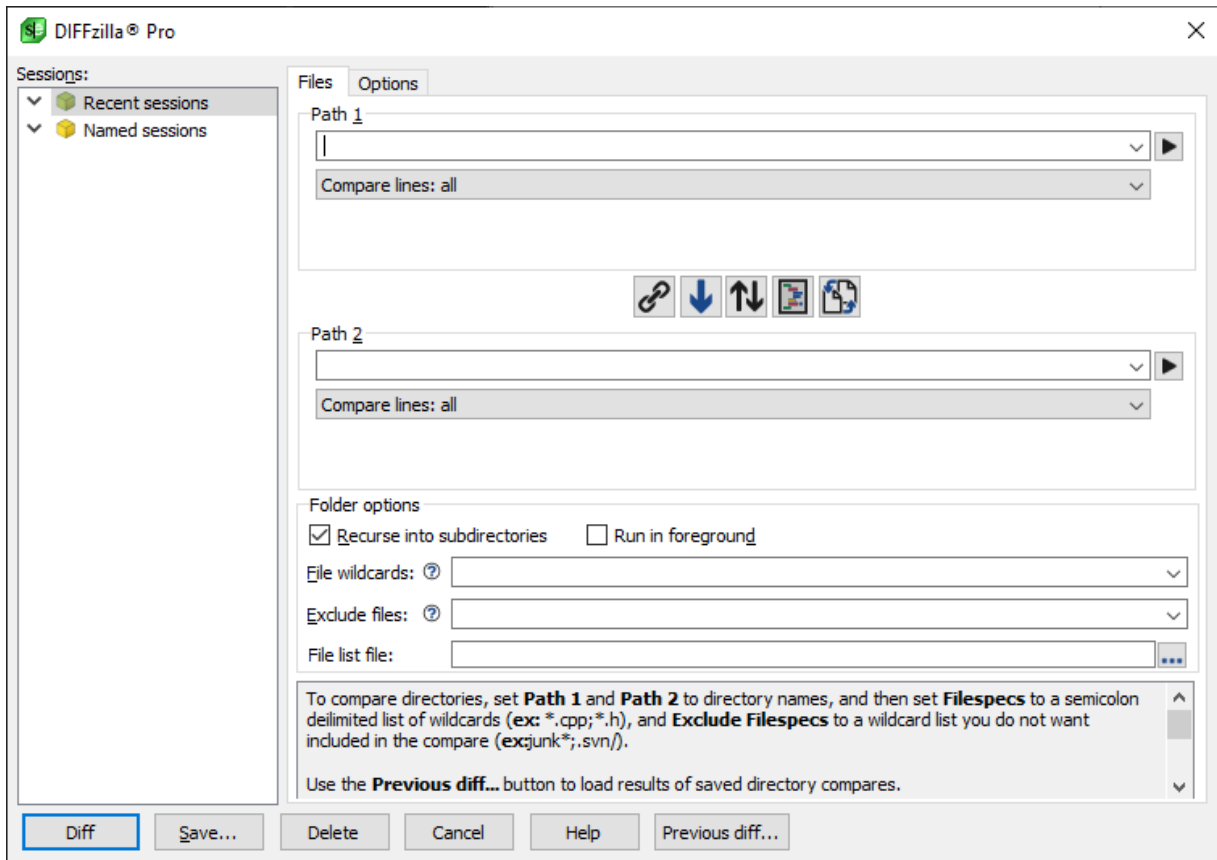 DIFFzilla® Pro
Sessions:
Recent sessions
Named sessions
Files
Options
Path 1
Compare lines: all
Path 2
Compare lines: all
Folder options
Recurse into subdirectories
Run in foreground
File wildcards:
Exclude files:
File list file:
...
To compare directories, set Path 1 and Path 2 to directory names, and then set Filespecs to a semicolon
deilimited list of wildcards (ex: *.cpp;*.h), and Exclude Filespecs to a wildcard list you do not want
included in the compare (ex:junk*;.svn/).
Use the Previous diff... button to load results of saved directory compares.
Diff
Save...
Delete
Cancel
Help
Previous diff...